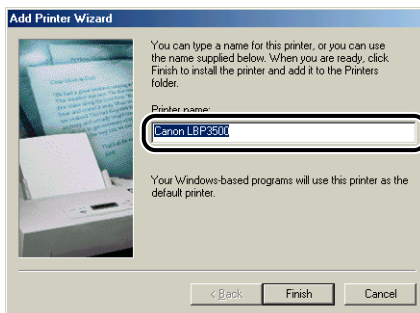 Add Printer Wizard
You can type a name for this printer, or you can use
the name supplied below. When you are ready, click
Finish to install the printer and add it to the Printers
folder.
Printer name:
Canon LBP3500
Your Windows-based programs will use this printer as the
default printer.
< Back
Finish
Cancel